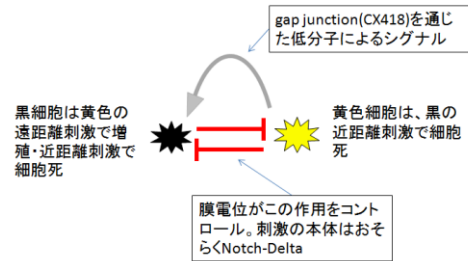 gap junction(CX418)を通じ
た低分子によるシグナル
黒細胞は黄色の
遠距離刺激で増
殖・近距離刺激で
細胞死
黄色細胞は、黒の
近距離刺激で細胞
死
膜電位がこの作用をコント
ロール。刺激の本体はおそ
らくNotch-Delta